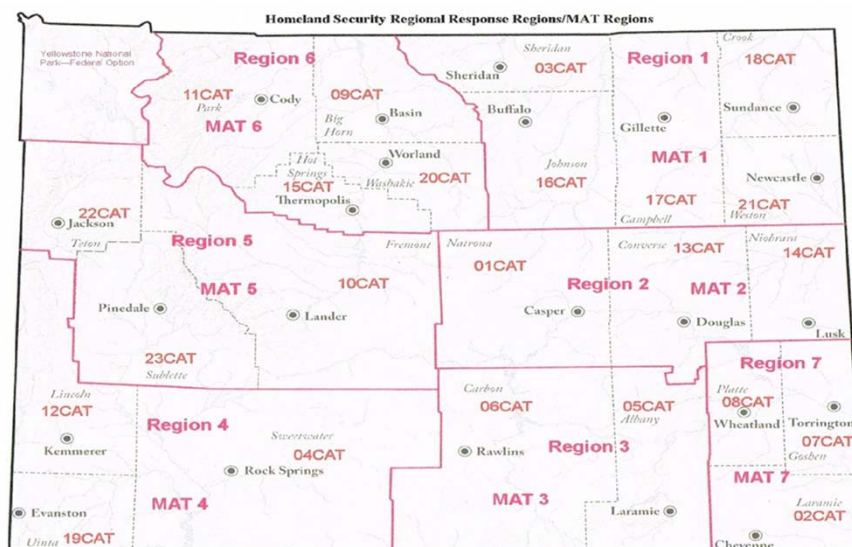 Homeland Security Regional Response Regions/MAT Regions
Yellowstone National
Park—Federal Option
Region 6
11CAT
Park
Cody
MAT 6
09CAT
Basin
Big
Horn
Hot
Springs
15CAT
Thermopolis
Worland
Washakie
20CAT
Sheridan
Sheridan
03CAT
Buffalo
Johnson
16CAT
Region 1
Gillette
MAT 1
17CAT
Campbell
Crook
18CAT
Sundance
Newcastle
21CAT
Weston
22CAT
Jackson
Teton
Region 5
MAT 5
Fremont
10CAT
Lander
Pinedale
23CAT
Sublette
Natrona
01CAT
Casper
Region 2
Converse
13CAT
MAT 2
Douglas
Niobrara
14CAT
Lusk
Lincoln
12CAT
Kemmerer
Evanston
Uinta
19CAT
Region 4
Sweetwater
04CAT
Rock Springs
MAT 4
Carbon
06CAT
Rawlins
Region 3
MAT 3
05CAT
Albany
Laramie
Region 7
Platte
08CAT
Wheatland
Torrington
07CAT
Goshen
MAT 7
Laramie
02CAT
Cheyenne